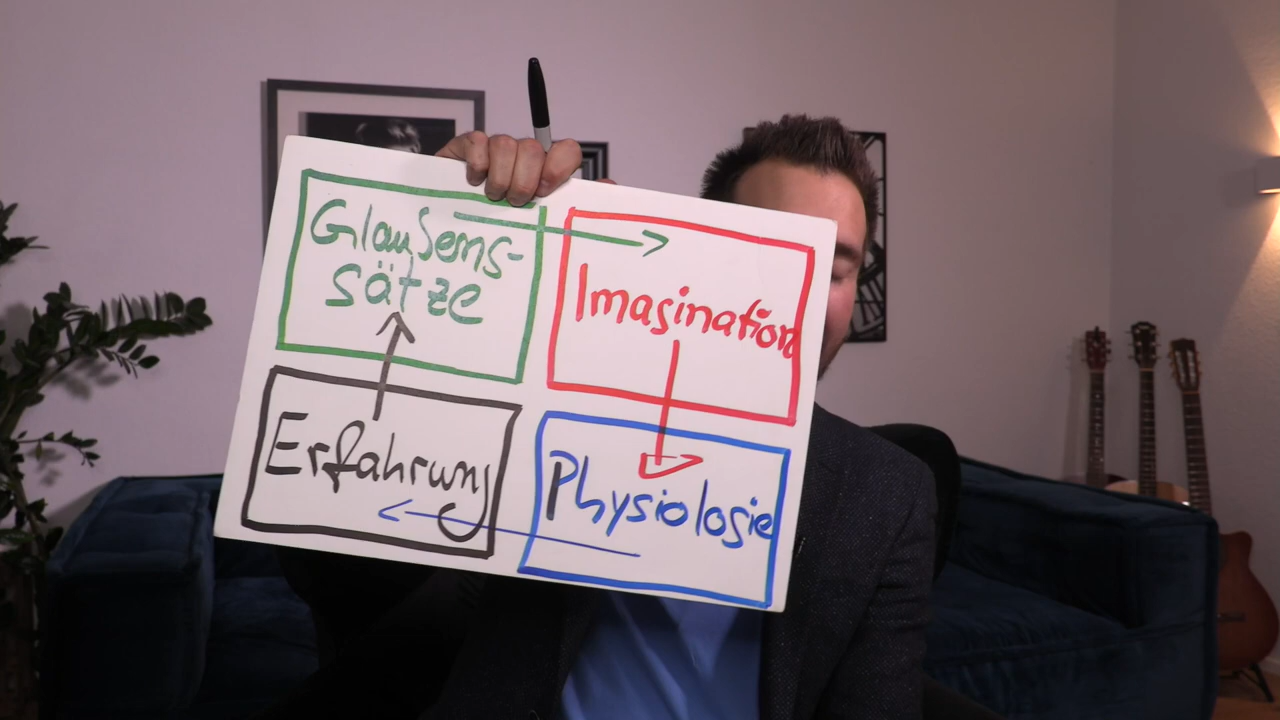 Glaubens-
sätze
Imagination
Erfahrung
Physiologie